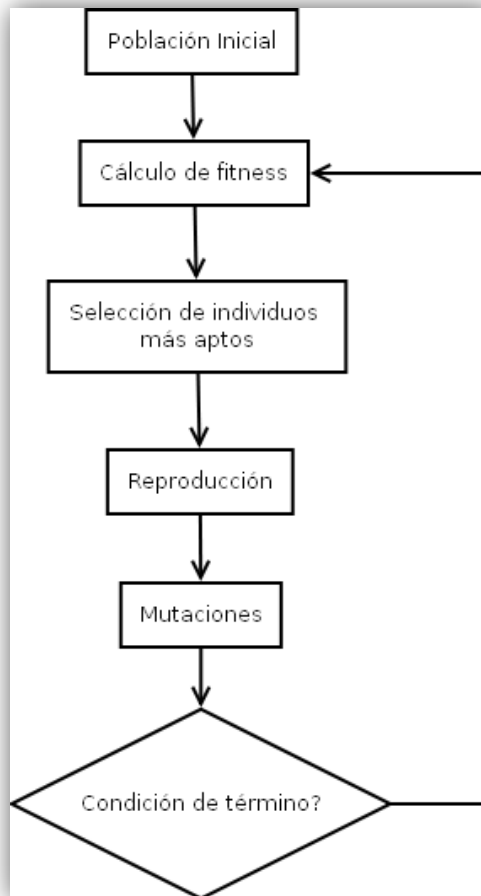 Población Inicial
Cálculo de fitness
Selección de individuos
más aptos
Reproducción
Mutaciones
Condición de término?